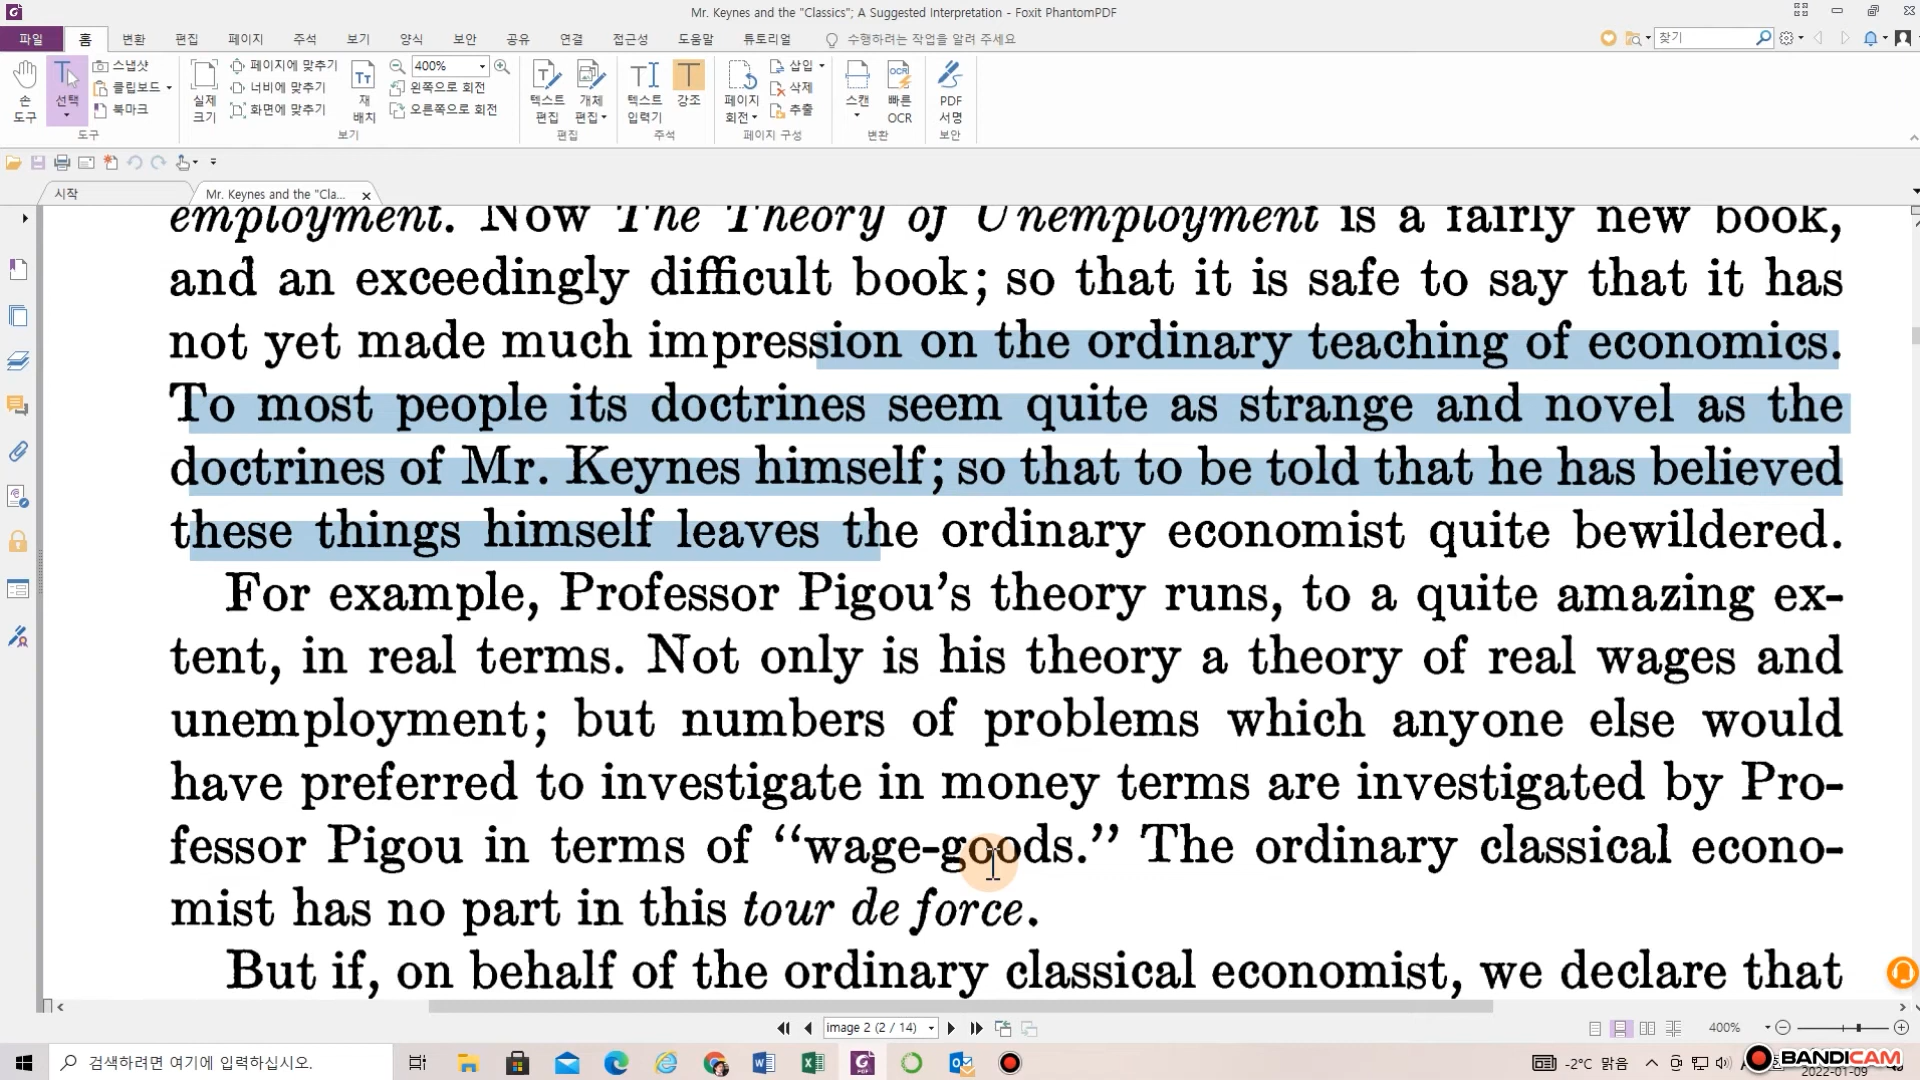 Mr. Keynes and the "Classics"; A Suggested Interpretation - Foxit PhantomPDF
파일 홈 변환 편집 페이지 주석 보기 양식 보안 공유 연결 접근성 도움말 튜토리얼 수행하려는 작업을 알려 주세요 찾기
손 도구
선택
스냅샷
클립보드
북마크
도구
실제 크기
페이지에 맞추기
너비에 맞추기
화면에 맞추기
재 배치
400%
왼쪽으로 회전
오른쪽으로 회전
보기
텍스트 편집
개체 편집
편집
텍스트 입력기
강조
주석
페이지 회전
삽입
삭제
추출
페이지 구성
스캔
OCR
빠른 OCR
변환
PDF 서명
보안
시작 Mr. Keynes and the "Cla...
employment. Now The Theory of Unemployment is a fairly new book,
and an exceedingly difficult book; so that it is safe to say that it has
not yet made much impression on the ordinary teaching of economics.
To most people its doctrines seem quite as strange and novel as the
doctrines of Mr. Keynes himself; so that to be told that he has believed
these things himself leaves the ordinary economist quite bewildered.
For example, Professor Pigou's theory runs, to a quite amazing ex-
tent, in real terms. Not only is his theory a theory of real wages and
unemployment; but numbers of problems which anyone else would
have preferred to investigate in money terms are investigated by Pro-
fessor Pigou in terms of "wage-goods." The ordinary classical econo-
mist has no part in this tour de force.
But if, on behalf of the ordinary classical economist, we declare that
image 2 (2 / 14) 400%
검색하려면 여기에 입력하십시오. -2°C 맑음 BANDICAM
2022-01-09